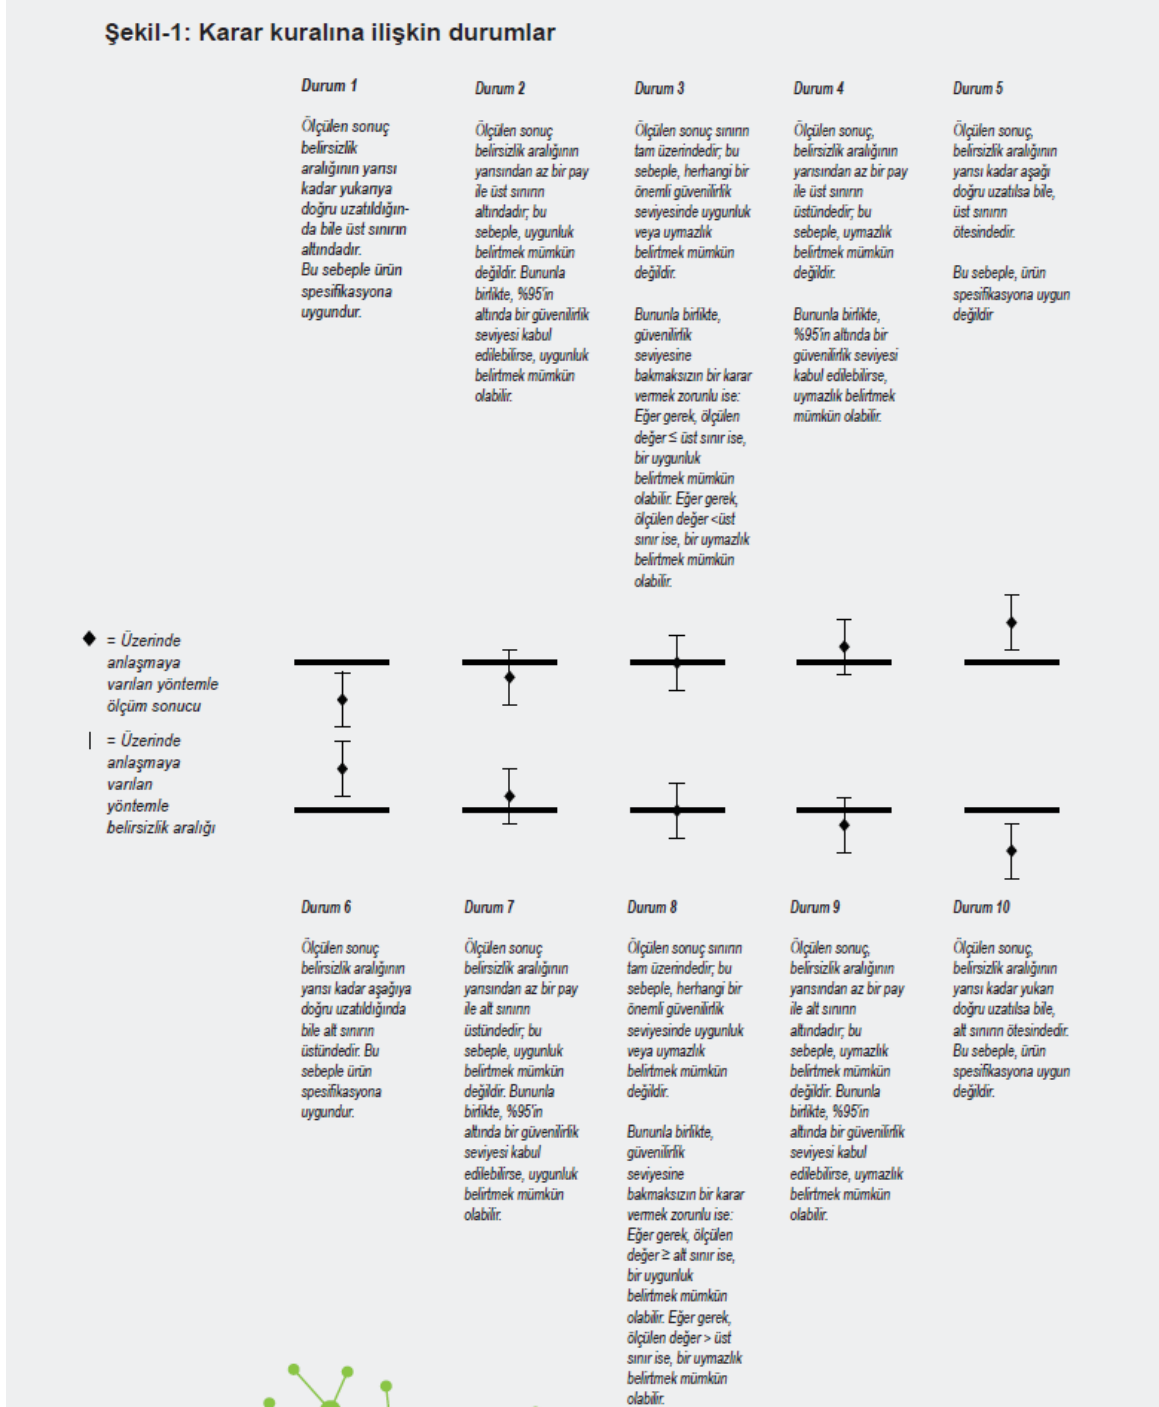 Şekil-1: Karar kuralına ilişkin durumlar
Durum 1
Ölçülen sonuç
belirsizlik
aralığının yarısı
kadar yukarıya
doğru uzatıldığın-
da bile üst sınırın
altındadır.
Bu sebeple ürün
spesifikasyona
uygundur.
Durum 2
Ölçülen sonuç
belirsizlik aralığının
yarısından az bir pay
ile üst sınırın
altındadır; bu
sebeple, uygunluk
belirtmek mümkün
değildir. Bununla
birlikte, %95'in
altında bir güvenilirlik
seviyesi kabul
edilebilirse, uygunluk
belirtmek mümkün
olabilir.
Durum 3
Ölçülen sonuç sınırın
tam üzerindedir; bu
sebeple, herhangi bir
önemli güvenilirlik
seviyesinde uygunluk
veya uymazlık
belirtmek mümkün
değildir.
Bununla birlikte,
güvenilirlik
seviyesine
bakmaksızın bir karar
vermek zorunlu ise:
Eğer gerek, ölçülen
değer ≤ üst sınır ise,
bir uygunluk
belirtmek mümkün
olabilir. Eğer gerek,
ölçülen değer <üst
sınır ise, bir uymazlık
belirtmek mümkün
olabilir.
Durum 4
Ölçülen sonuç,
belirsizlik aralığının
yarısından az bir pay
ile üst sınırın
üstündedir; bu
sebeple, uymazlık
belirtmek mümkün
değildir.
Bununla birlikte,
%95'in altında bir
güvenilirlik seviyesi
kabul edilebilirse,
uymazlık belirtmek
mümkün olabilir.
Durum 5
Ölçülen sonuç,
belirsizlik aralığının
yarısı kadar aşağı
doğru uzatılsa bile,
üst sınırın
ötesindedir.
Bu sebeple, ürün
spesifikasyona uygun
değildir
= Üzerinde
anlaşmaya
varılan yöntemle
ölçüm sonucu
= Üzerinde
anlaşmaya
varılan
yöntemle
belirsizlik aralığı
Durum 6
Ölçülen sonuç
belirsizlik aralığının
yarısı kadar aşağıya
doğru uzatıldığında
bile alt sınırın
üstündedir. Bu
sebeple ürün
spesifikasyona
uygundur.
Durum 7
Ölçülen sonuç
belirsizlik aralığının
yarısından az bir pay
ile alt sınırın
üstündedir; bu
sebeple, uygunluk
belirtmek mümkün
değildir. Bununla
birlikte, %95'in
altında bir güvenilirlik
seviyesi kabul
edilebilirse, uygunluk
belirtmek mümkün
olabilir.
Durum 8
Ölçülen sonuç sınırın
tam üzerindedir; bu
sebeple, herhangi bir
önemli güvenilirlik
seviyesinde uygunluk
veya uymazlık
belirtmek mümkün
değildir.
Bununla birlikte,
güvenilirlik
seviyesine
bakmaksızın bir karar
vermek zorunlu ise:
Eğer gerek, ölçülen
değer ≥ alt sınır ise,
bir uygunluk
belirtmek mümkün
olabilir. Eğer gerek,
ölçülen değer > üst
sınır ise, bir uymazlık
belirtmek mümkün
olabilir.
Durum 9
Ölçülen sonuç,
belirsizlik aralığının
yarısından az bir pay
ile alt sınırın
altındadır; bu
sebeple, uymazlık
belirtmek mümkün
değildir. Bununla
birlikte, %95'in
altında bir güvenilirlik
seviyesi kabul
edilebilirse, uymazlık
belirtmek mümkün
olabilir.
Durum 10
Ölçülen sonuç,
belirsizlik aralığının
yarısı kadar yukarı
doğru uzatılsa bile,
alt sınırın ötesindedir.
Bu sebeple, ürün
spesifikasyona uygun
değildir.